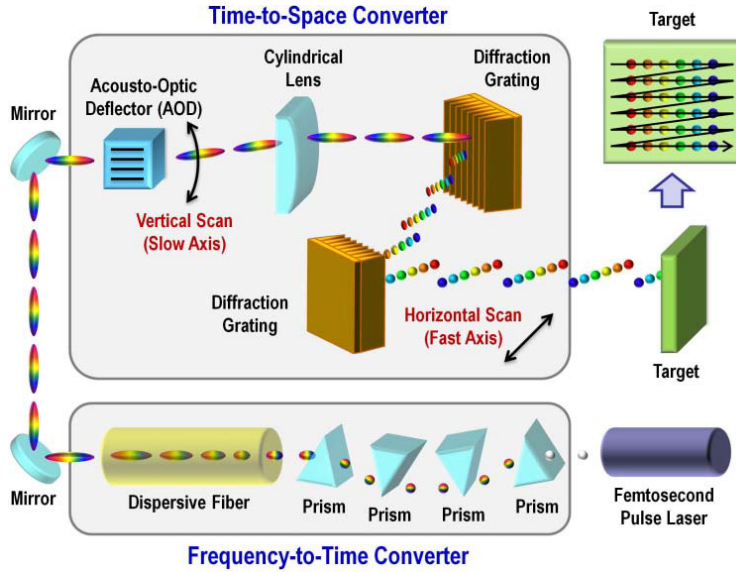 Time-to-Space Converter
Target
Mirror
Acousto-Optic
Deflector (AOD)
Cylindrical
Lens
Diffraction
Grating
Vertical Scan
(Slow Axis)
Diffraction
Grating
Horizontal Scan
(Fast Axis)
Target
Mirror
Dispersive Fiber
Prism
Prism
Prism
Prism
Femtosecond
Pulse Laser
Frequency-to-Time Converter